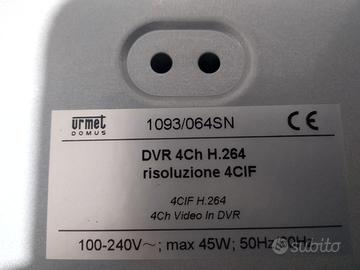 urmet
DOMUS
1093/064SN
CE
DVR 4Ch H.264
risoluzione 4CIF
4CIF H.264
4Ch Video In DVR
100-240V~; max 45W; 50Hz/60Hz
subito